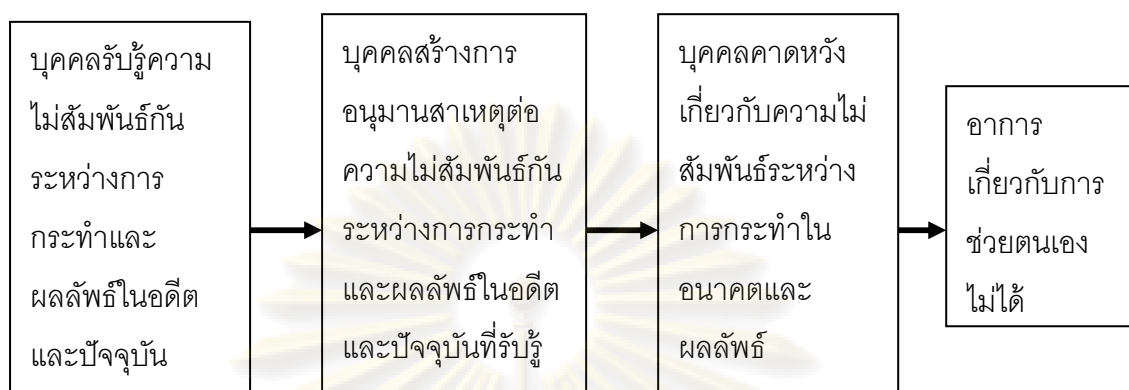 บุคคลรับรู้ความ
ไม่สัมพันธ์กัน
ระหว่างการ
กระทำและ
ผลลัพธ์ในอดีต
และปัจจุบัน
บุคคลสร้างการ
อนุมานสาเหตุต่อ
ความไม่สัมพันธ์กัน
ระหว่างการกระทำ
และผลลัพธ์ในอดีต
และปัจจุบันที่รับรู้
บุคคลคาดหวัง
เกี่ยวกับความไม่
สัมพันธ์ระหว่าง
การกระทำใน
อนาคตและ
ผลลัพธ์
อาการ
เกี่ยวกับการ
ช่วยตนเอง
ไม่ได้